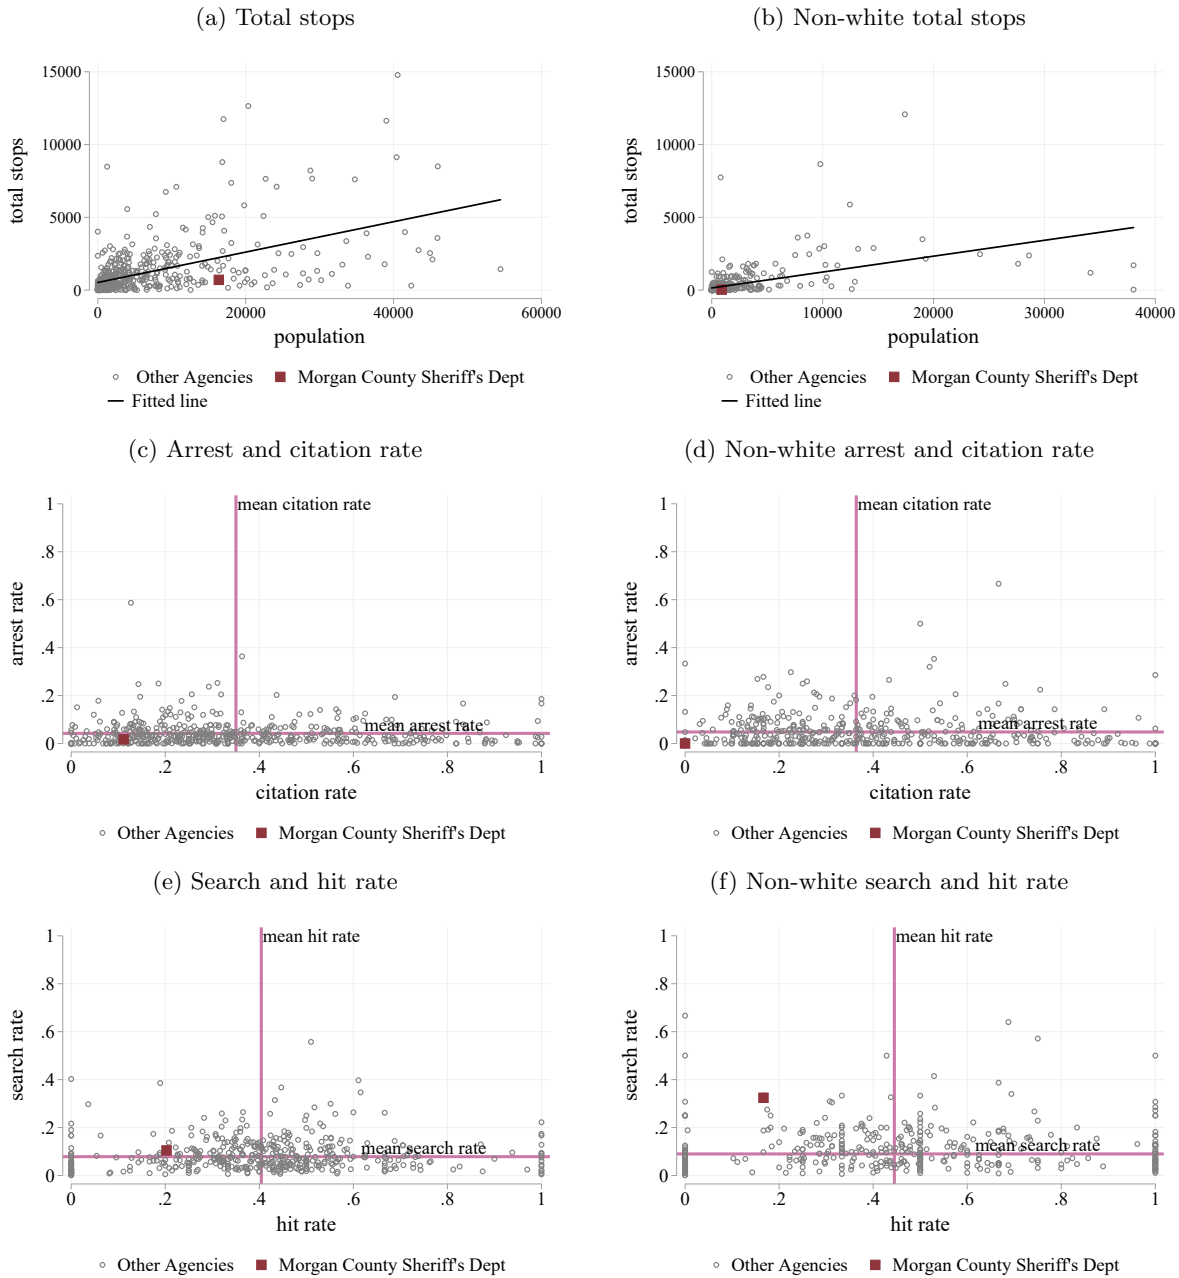 (a) Total stops
(b) Non-white total stops
15000
10000
5000
0
total stops
0 20000 40000 60000
population
Other Agencies Morgan County Sheriff's Dept
Fitted line
15000
10000
5000
0
total stops
0 10000 20000 30000 40000
population
Other Agencies Morgan County Sheriff's Dept
Fitted line
(c) Arrest and citation rate
(d) Non-white arrest and citation rate
1
.8
.6
.4
.2
0
arrest rate
mean citation rate
mean arrest rate
0 .2 .4 .6 .8 1
citation rate
Other Agencies Morgan County Sheriff's Dept
1
.8
.6
.4
.2
0
arrest rate
mean citation rate
mean arrest rate
0 .2 .4 .6 .8 1
citation rate
Other Agencies Morgan County Sheriff's Dept
(e) Search and hit rate
(f) Non-white search and hit rate
1
.8
.6
.4
.2
0
search rate
mean hit rate
mean search rate
0 .2 .4 .6 .8 1
hit rate
Other Agencies Morgan County Sheriff's Dept
1
.8
.6
.4
.2
0
search rate
mean hit rate
mean search rate
0 .2 .4 .6 .8 1
hit rate
Other Agencies Morgan County Sheriff's Dept